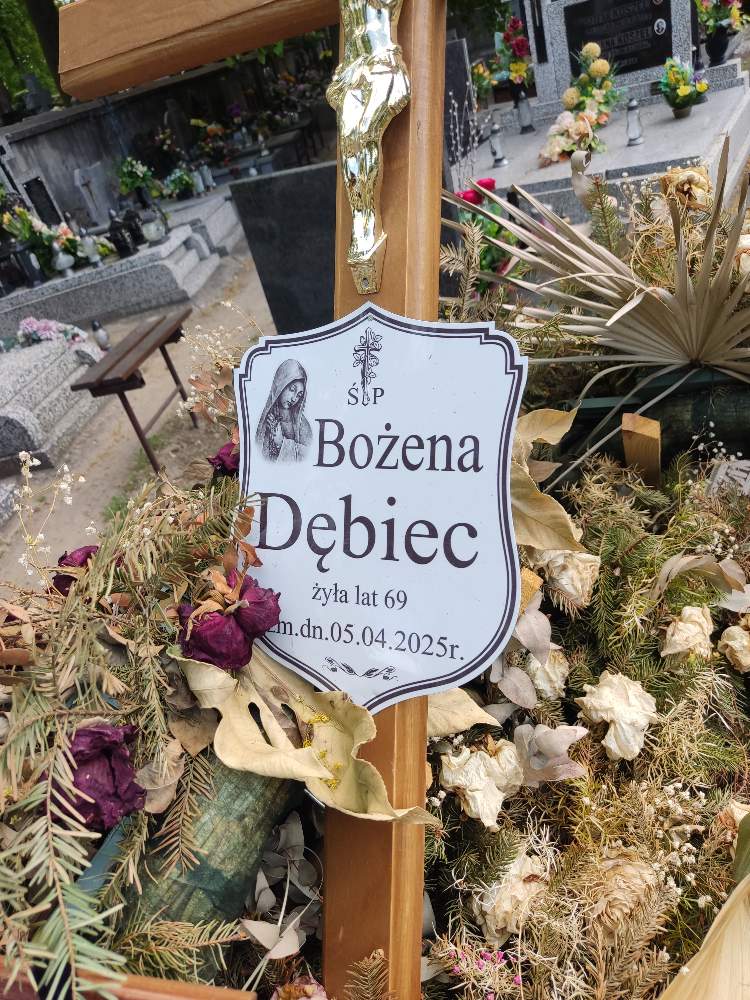 Ś P
Bożena
Dębiec
żyła lat 69
zm.dn.05.04.2025r.